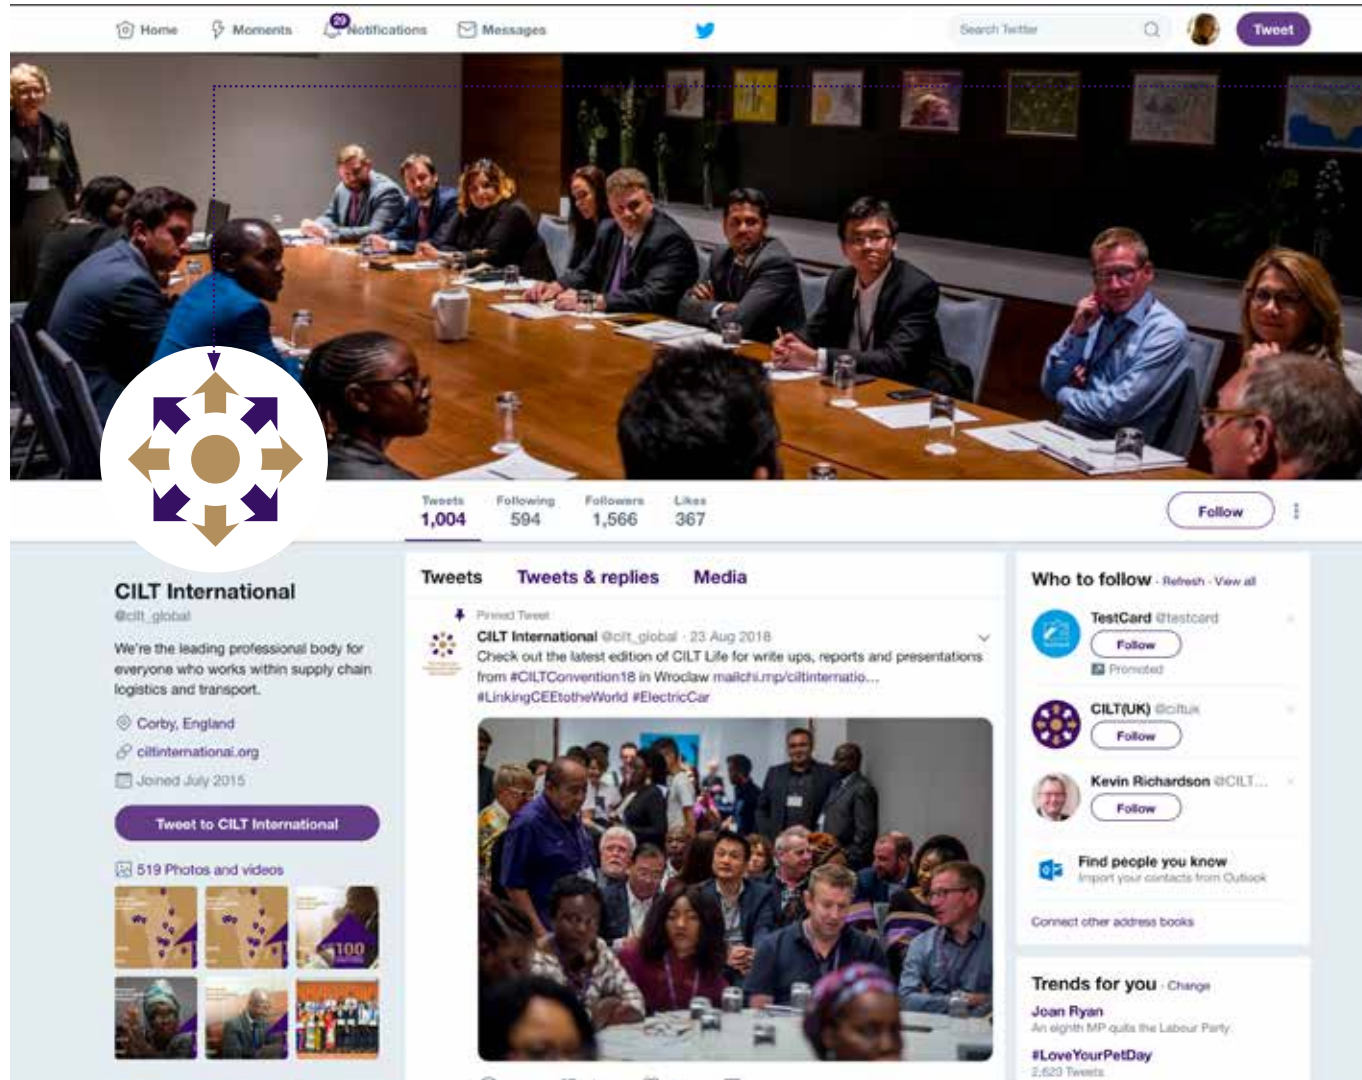 Home
Moments
29
Notifications
Messages
Search Twitter
Tweet
Tweets
1,004
Following
594
Followers
1,566
Likes
367
Follow
CILT International
@cilt_global
We're the leading professional body for
everyone who works within supply chain
logistics and transport.
Corby, England
ciltinternational.org
Joined July 2015
Tweet to CILT International
519 Photos and videos
100
Tweets
Tweets & replies
Media
Pinned Tweet
CILT International @cilt_global · 23 Aug 2018
Check out the latest edition of CILT Life for write ups, reports and presentations
from #CILTConvention18 in Wroclaw mailchi.mp/ciltinternatio...
#LinkingCEEtotheWorld #ElectricCar
Who to follow · Refresh · View all
TestCard @testcard
Follow
Promoted
CILT(UK) @ciltuk
Follow
Kevin Richardson @CILT...
Follow
Find people you know
Import your contacts from Outlook
Connect other address books
Trends for you · Change
Joan Ryan
An eighth MP quits the Labour Party
#LoveYourPetDay
2,623 Tweets